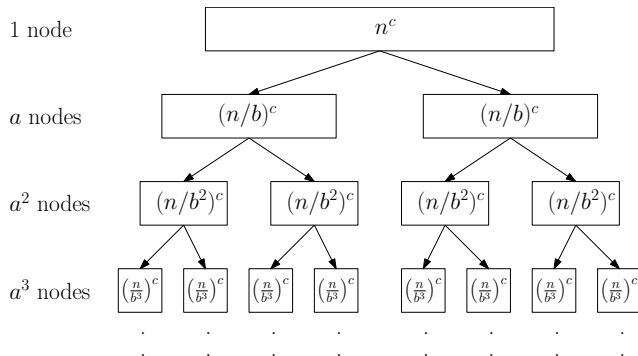 1 node n^c
a nodes (n/b)^c (n/b)^c
a^2 nodes (n/b^2)^c (n/b^2)^c (n/b^2)^c (n/b^2)^c
a^3 nodes (n/b^3)^c (n/b^3)^c (n/b^3)^c (n/b^3)^c (n/b^3)^c (n/b^3)^c (n/b^3)^c (n/b^3)^c
. . . . . . . .
. . . . . . . .